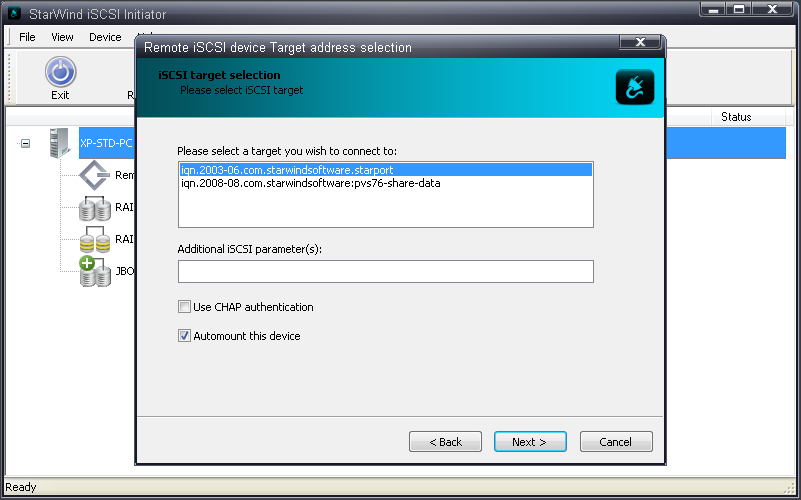 StarWind iSCSI Initiator
File View Device
Remote iSCSI device Target address selection
iSCSI target selection
Please select iSCSI target
Exit
Status
XP-STD-PC
Please select a target you wish to connect to:
iqn.2003-06.com.starwindsoftware.starport
iqn.2008-08.com.starwindsoftware:pvs76-share-data
Rem
RAI
RAI
JBO
Additional iSCSI parameter(s):
Use CHAP authentication
Automount this device
< Back Next > Cancel
Ready